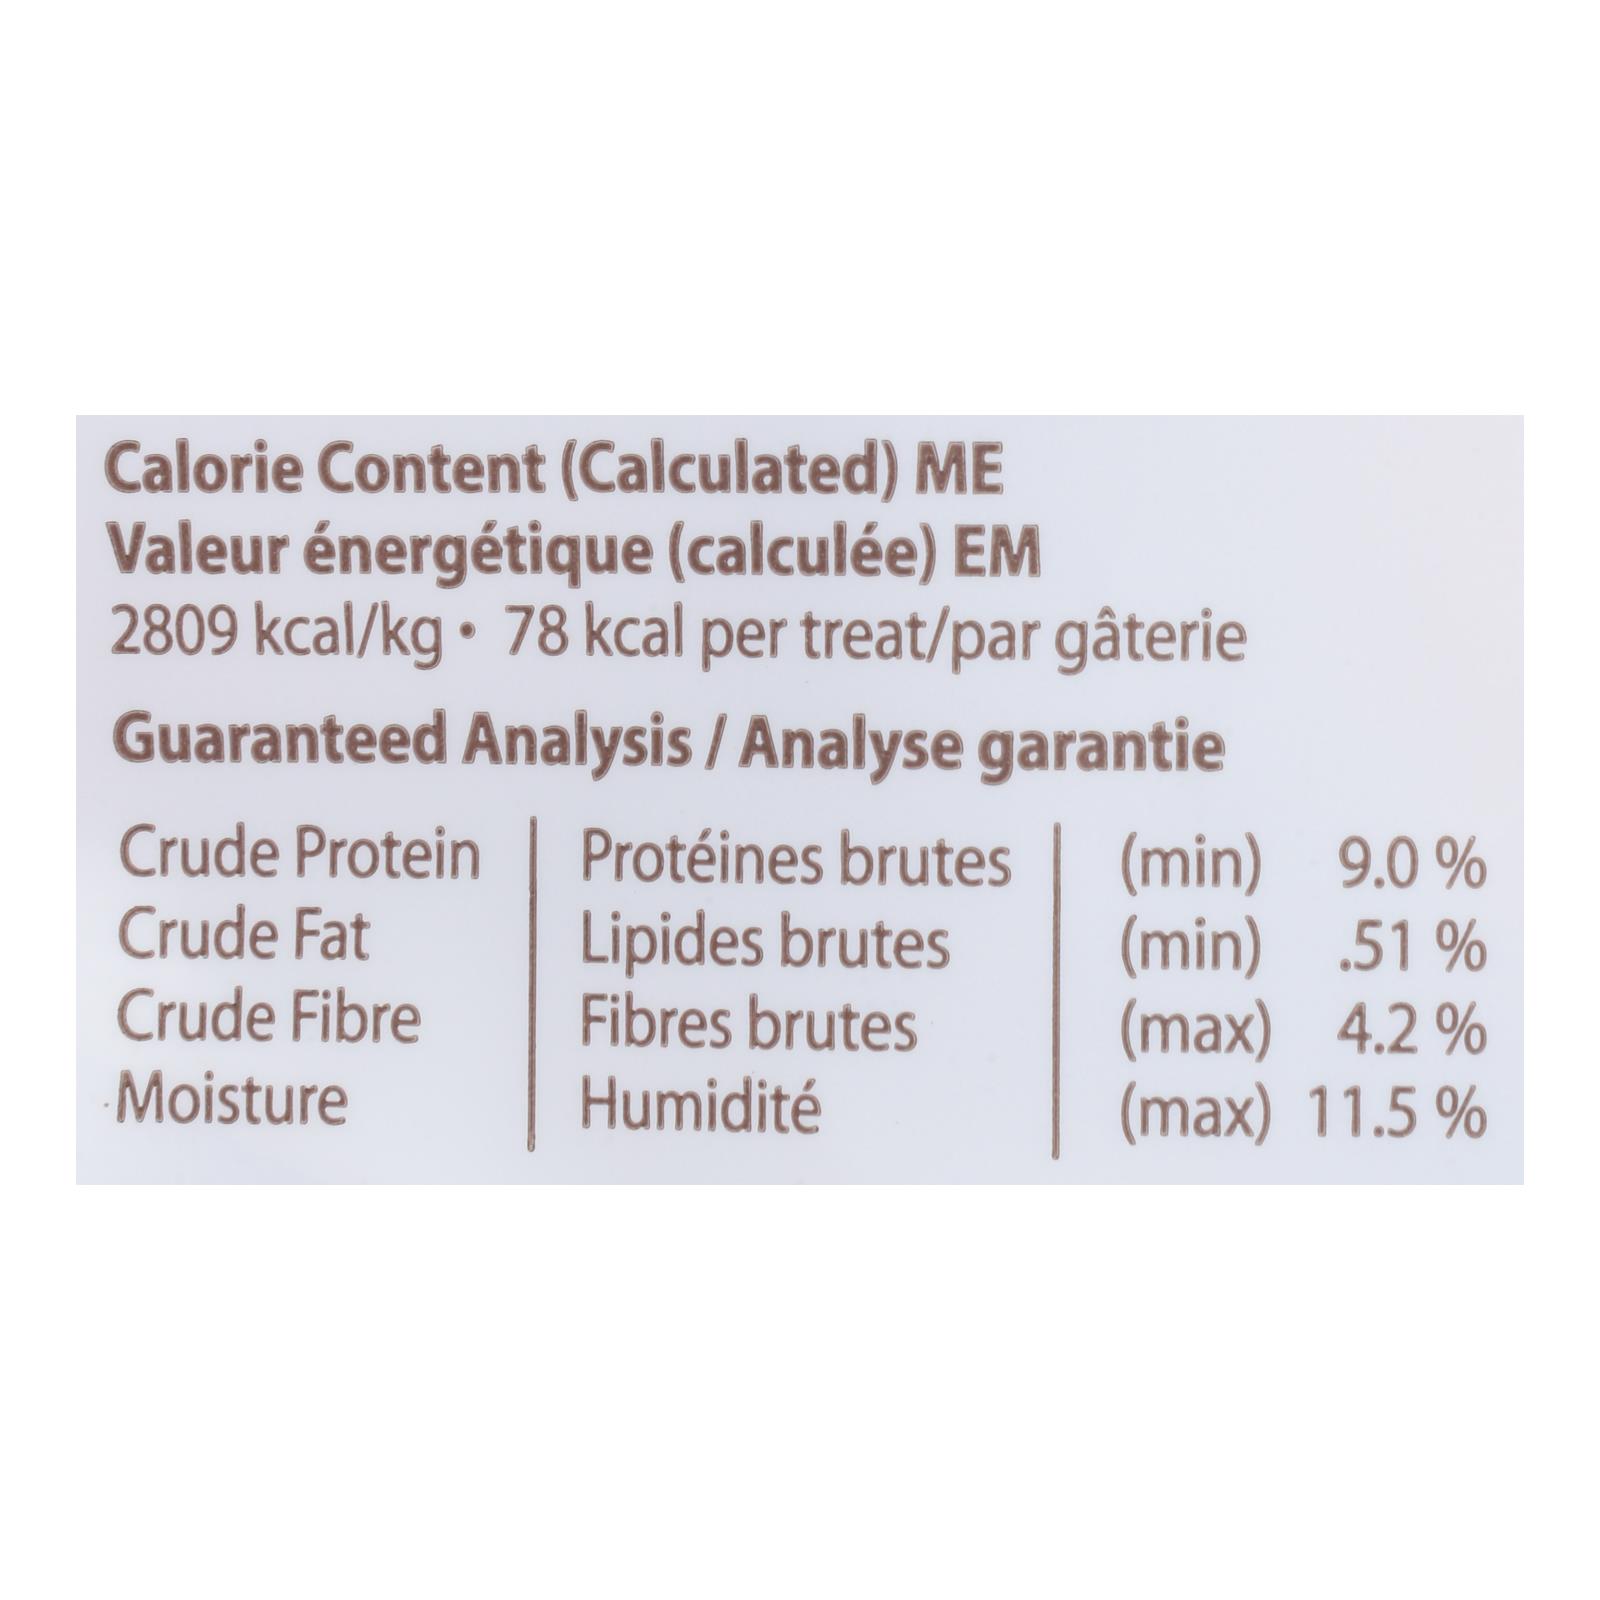 Calorie Content (Calculated) ME
Valeur énergétique (calculée) EM
2809 kcal/kg • 78 kcal per treat/par gâterie
Guaranteed Analysis / Analyse garantie
Crude Protein Protéines brutes (min) 9.0 %
Crude Fat Lipides brutes (min) .51 %
Crude Fibre Fibres brutes (max) 4.2 %
Moisture Humidité (max) 11.5 %